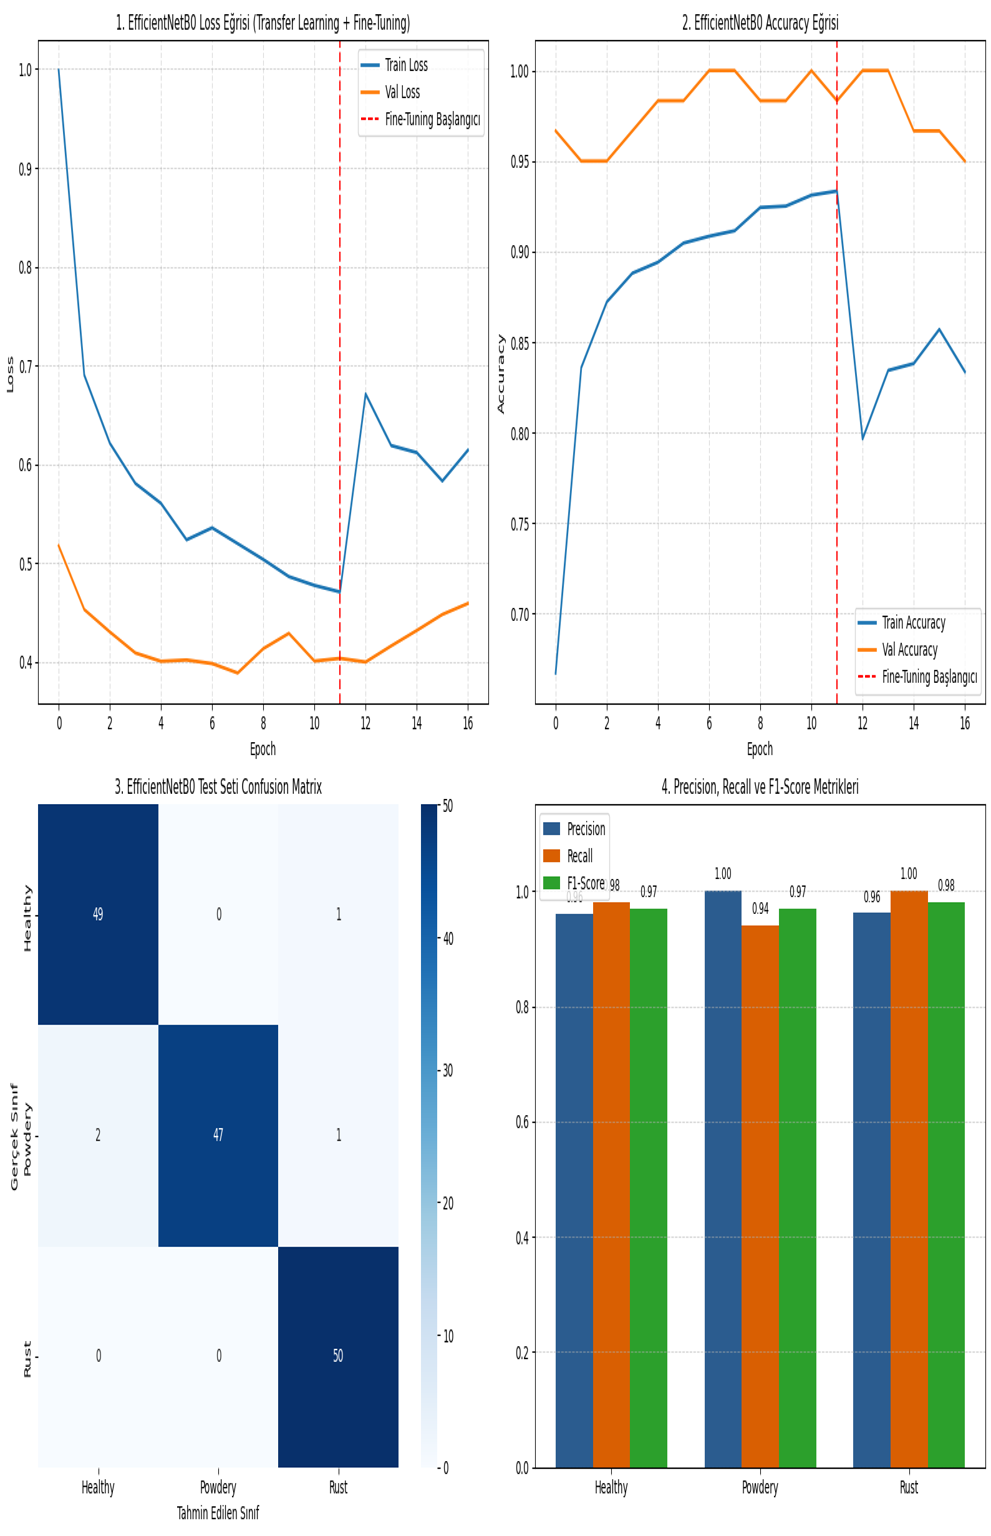 1. EfficientNetB0 Loss Eğrisi (Transfer Learning + Fine-Tuning)
Train Loss
Val Loss
Fine-Tuning Başlangıcı
1.0
0.9
0.8
0.7
0.6
0.5
0.4
Loss
0 2 4 6 8 10 12 14 16
Epoch
2. EfficientNetB0 Accuracy Eğrisi
1.00
0.95
0.90
0.85
0.80
0.75
0.70
Accuracy
Train Accuracy
Val Accuracy
Fine-Tuning Başlangıcı
0 2 4 6 8 10 12 14 16
Epoch
3. EfficientNetB0 Test Seti Confusion Matrix
Gerçek Sınıf
Healthy
49 0 1
Powdery
2 47 1
Rust
0 0 50
Healthy Powdery Rust
Tahmin Edilen Sınıf
50
40
30
20
10
0
4. Precision, Recall ve F1-Score Metrikleri
Precision
Recall
F1-Score
0.96 98 0.97 1.00 0.94 0.97 0.96 1.00 0.98
1.0
0.8
0.6
0.4
0.2
0.0
Healthy Powdery Rust